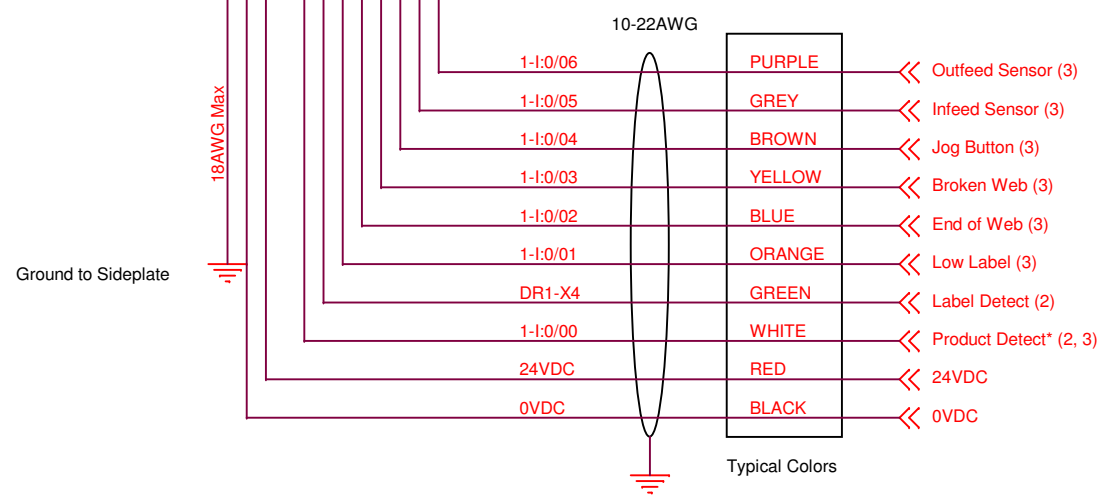 10-22AWG
1-I:0/06 PURPLE Outfeed Sensor (3)
1-I:0/05 GREY Infeed Sensor (3)
1-I:0/04 BROWN Jog Button (3)
18AWG Max
1-I:0/03 YELLOW Broken Web (3)
1-I:0/02 BLUE End of Web (3)
1-I:0/01 ORANGE Low Label (3)
Ground to Sideplate
DR1-X4 GREEN Label Detect (2)
1-I:0/00 WHITE Product Detect* (2, 3)
24VDC RED 24VDC
0VDC BLACK 0VDC
Typical Colors